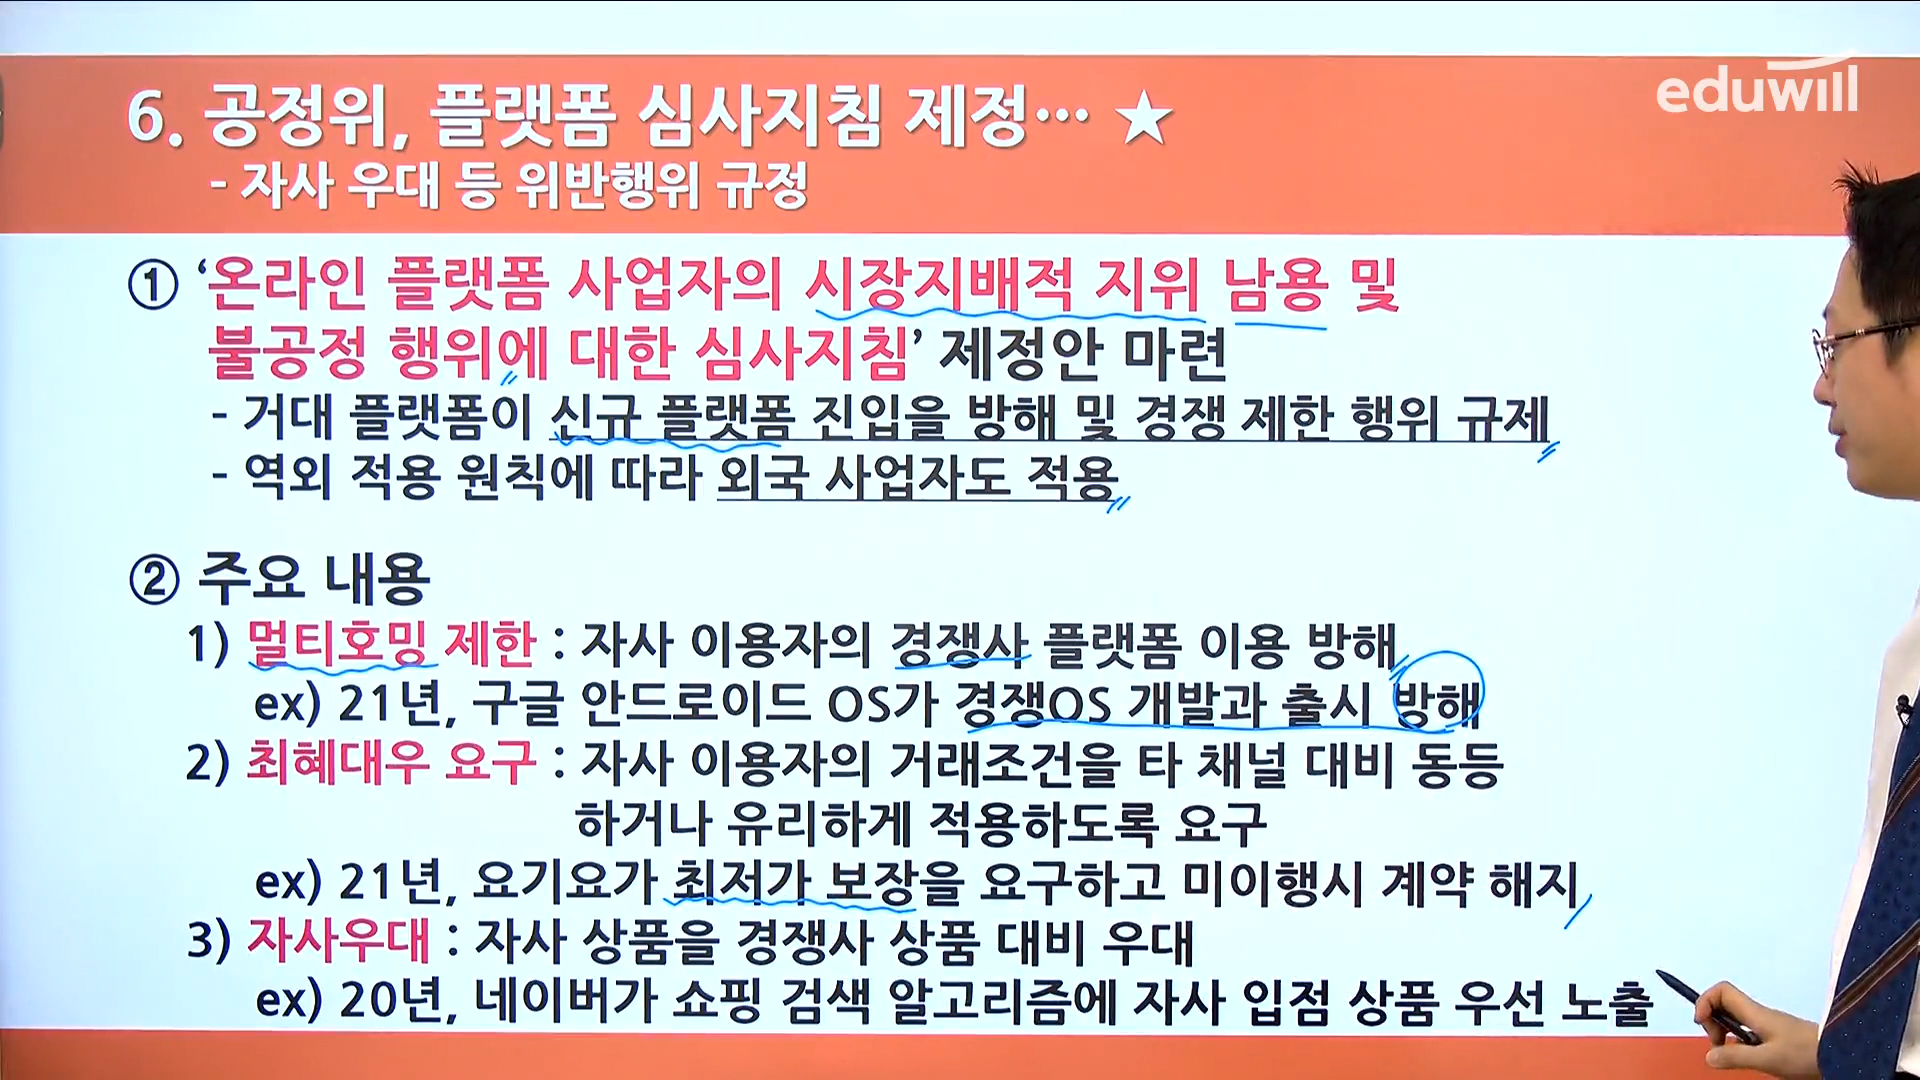 eduwill
6. 공정위, 플랫폼 심사지침 제정… ★
- 자사 우대 등 위반행위 규정
① ‘온라인 플랫폼 사업자의 시장지배적 지위 남용 및
불공정 행위에 대한 심사지침’ 제정안 마련
- 거대 플랫폼이 신규 플랫폼 진입을 방해 및 경쟁 제한 행위 규제
- 역외 적용 원칙에 따라 외국 사업자도 적용
② 주요 내용
1) 멀티호밍 제한 : 자사 이용자의 경쟁사 플랫폼 이용 방해
ex) 21년, 구글 안드로이드 OS가 경쟁OS 개발과 출시 방해
2) 최혜대우 요구 : 자사 이용자의 거래조건을 타 채널 대비 동등
하거나 유리하게 적용하도록 요구
ex) 21년, 요기요가 최저가 보장을 요구하고 미이행시 계약 해지
3) 자사우대 : 자사 상품을 경쟁사 상품 대비 우대
ex) 20년, 네이버가 쇼핑 검색 알고리즘에 자사 입점 상품 우선 노출